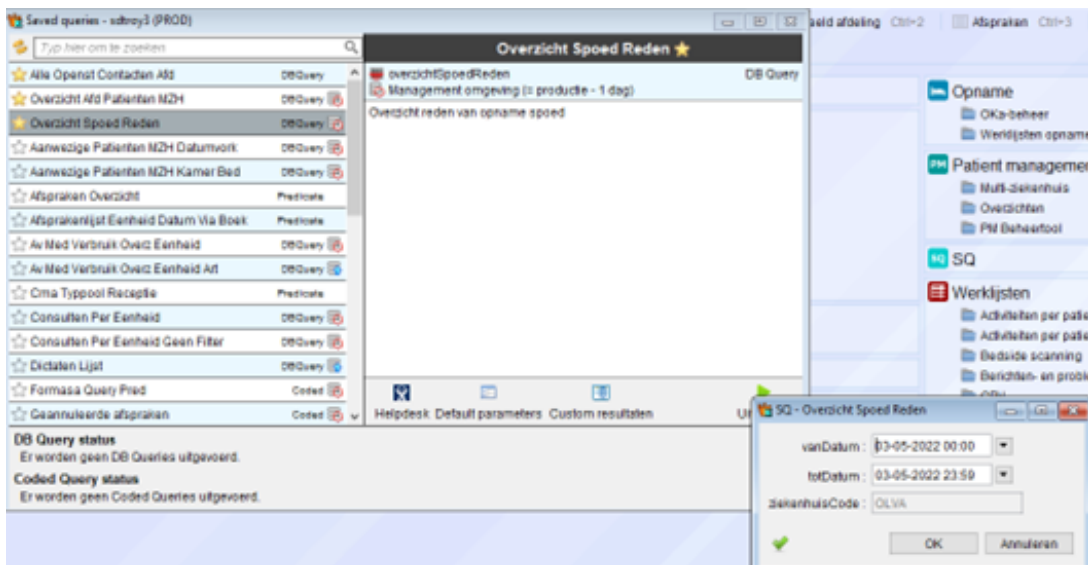 Saved queries - sdtroy3 (PROD)
Typ hier om te zoeken
Alle Openst Contacten Afd DBQuery
Overzicht Afd Patienten MZH DBQuery
Overzicht Spoed Reden DBQuery
Aanwezige Patienten MZH Datumvork DBQuery
Aanwezige Patienten MZH Kamer Bed DBQuery
Afspraken Overzicht Predicate
Afsprakenlijst Eenheid Datum Via Boek Predicate
Av Med Verbruik Overz Eenheid DBQuery
Av Med Verbruik Overz Eenheid Art DBQuery
Cma Typpool Receptie Predicate
Consulten Per Eenheid DBQuery
Consulten Per Eenheid Geen Filter DBQuery
Dictaten Lijst DBQuery
Formasa Query Pred Coded
Geannuleerde afspraken Coded
Overzicht Spoed Reden
overzichtSpoedReden DB Query
Management omgeving (= productie - 1 dag)
Overzicht reden van opname spoed
Helpdesk Default parameters Custom resultaten
DB Query status
Er worden geen DB Queries uitgevoerd.
Coded Query status
Er worden geen Coded Queries uitgevoerd.
eeld afdeling Ctrl+2 Afspraken Ctrl+3
Opname
OKa-beheer
Werklijsten opname
PM Patient managemen
Multi-ziekenhuis
Overzichten
PM Beheertool
SQ SQ
Werklijsten
Activiteiten per patie
Activiteiten per patie
Bedside scanning
Berichten- en probl
SQ - Overzicht Spoed Reden
vanDatum : 03-05-2022 00:00
totDatum : 03-05-2022 23:59
ziekenhuisCode : OLVA
OK Annuleren